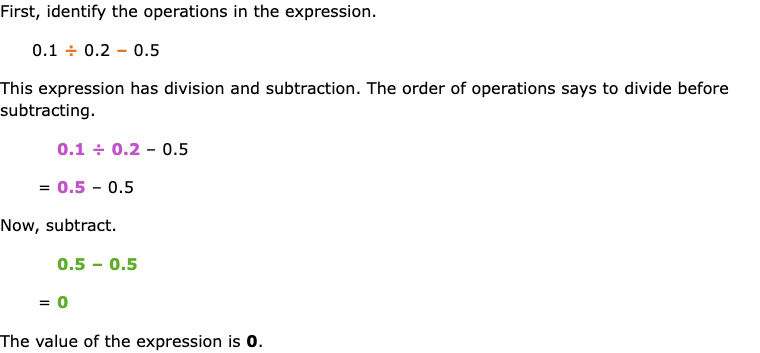 First, identify the operations in the expression.
0.1 ÷ 0.2 − 0.5
This expression has division and subtraction. The order of operations says to divide before
subtracting.
0.1 ÷ 0.2 − 0.5
= 0.5 − 0.5
Now, subtract.
0.5 − 0.5
= 0
The value of the expression is 0.